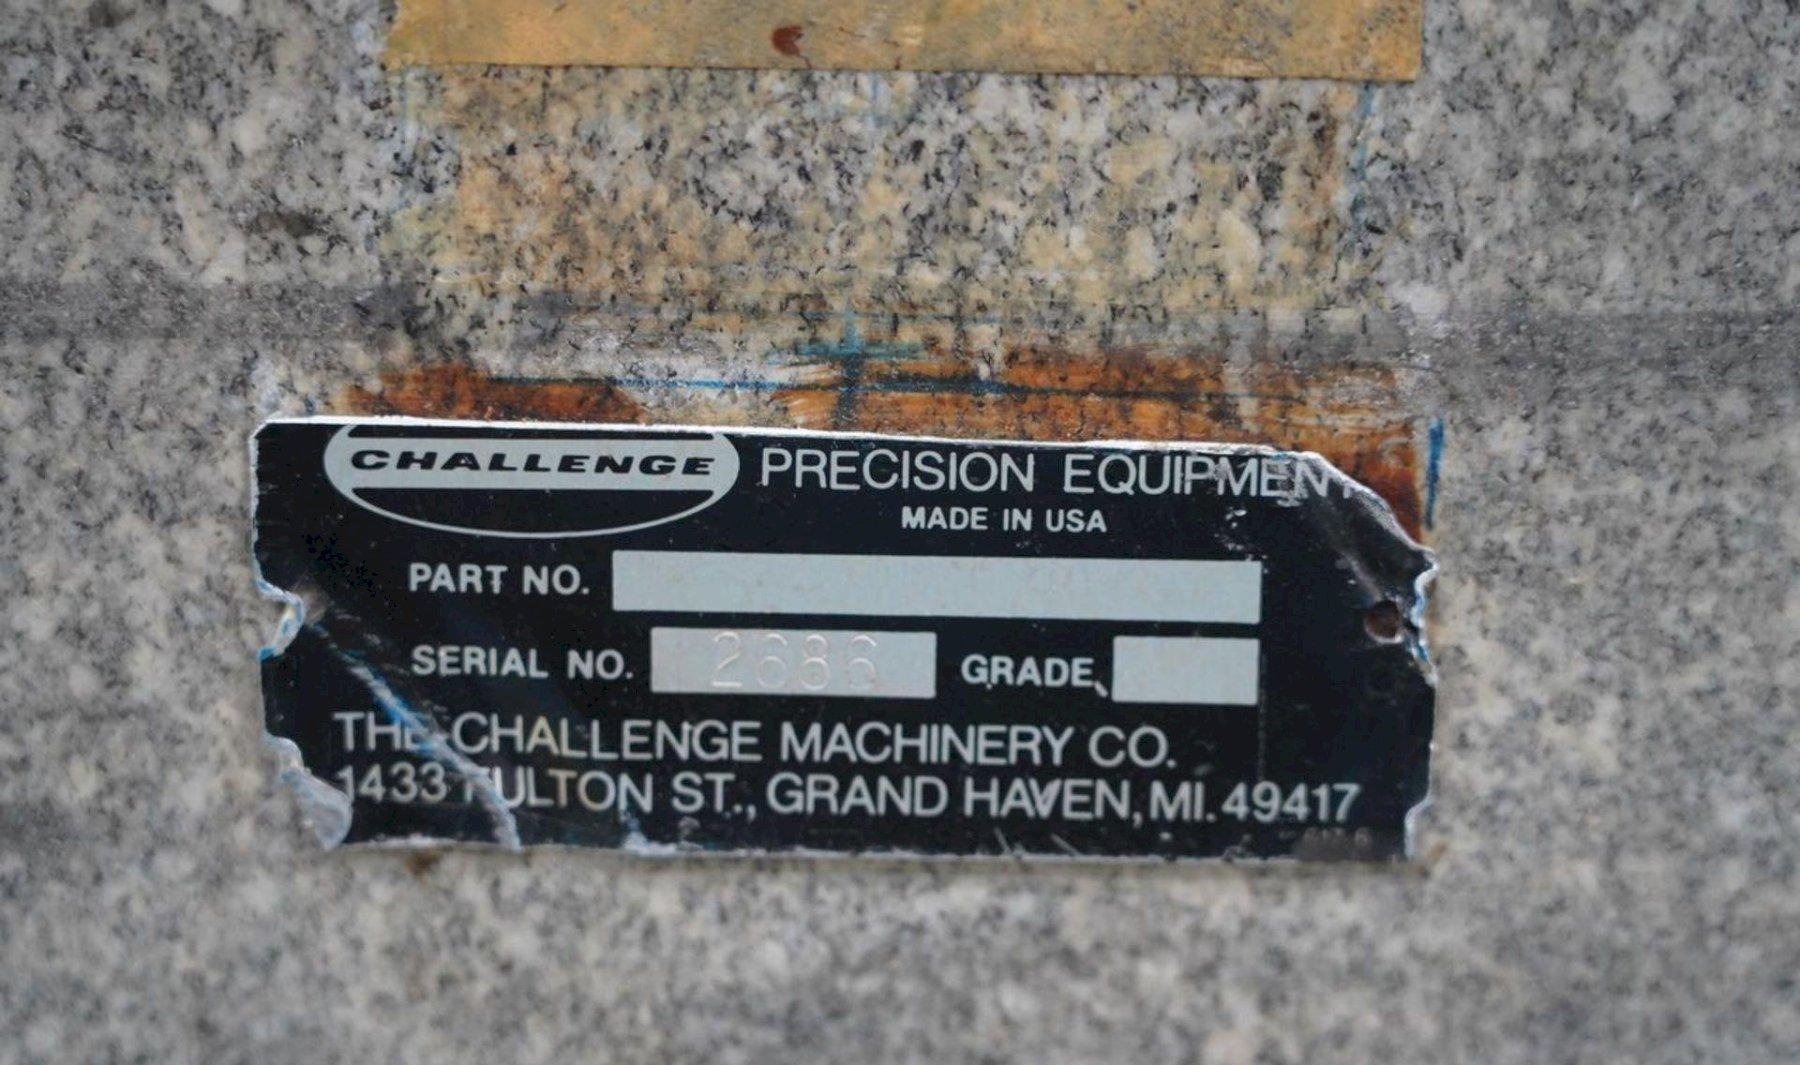 CHALLENGE PRECISION EQUIPMENT
MADE IN USA
PART NO.
SERIAL NO. 2686 GRADE
THE CHALLENGE MACHINERY CO.
1433 FULTON ST., GRAND HAVEN, MI. 49417